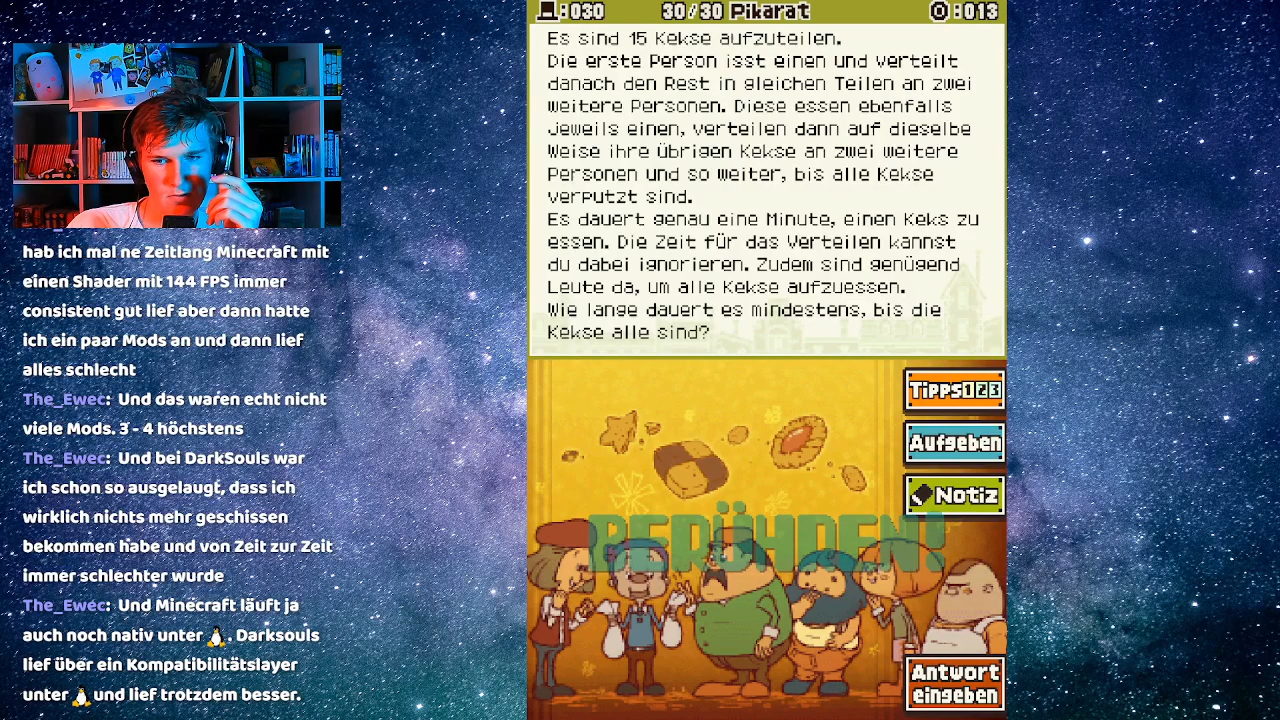 :030
30/30 Pikarat
:013
Es sind 15 Kekse aufzuteilen.
Die erste Person isst einen und verteilt
danach den Rest in gleichen Teilen an zwei
weitere Personen. Diese essen ebenfalls
jeweils einen, verteilen dann auf dieselbe
Weise ihre übrigen Kekse an zwei weitere
Personen und so weiter, bis alle Kekse
verputzt sind.
Es dauert genau eine Minute, einen Keks zu
essen. Die Zeit für das Verteilen kannst
du dabei ignorieren. Zudem sind genügend
Leute da, um alle Kekse aufzuessen.
Wie lange dauert es mindestens, bis die
Kekse alle sind?
Tipps123
Aufgeben
Notiz
BERÜHREN!
Antwort
eingeben
hab ich mal ne Zeitlang Minecraft mit
einen Shader mit 144 FPS immer
consistent gut lief aber dann hatte
ich ein paar Mods an und dann lief
alles schlecht
The_Ewec: Und das waren echt nicht
viele Mods. 3 - 4 höchstens
The_Ewec: Und bei DarkSouls war
ich schon so ausgelaugt, dass ich
wirklich nichts mehr geschissen
bekommen habe und von Zeit zur Zeit
immer schlechter wurde
The_Ewec: Und Minecraft läuft ja
auch noch nativ unter 🐧. Darksouls
lief über ein Kompatibilitätslayer
unter 🐧 und lief trotzdem besser.